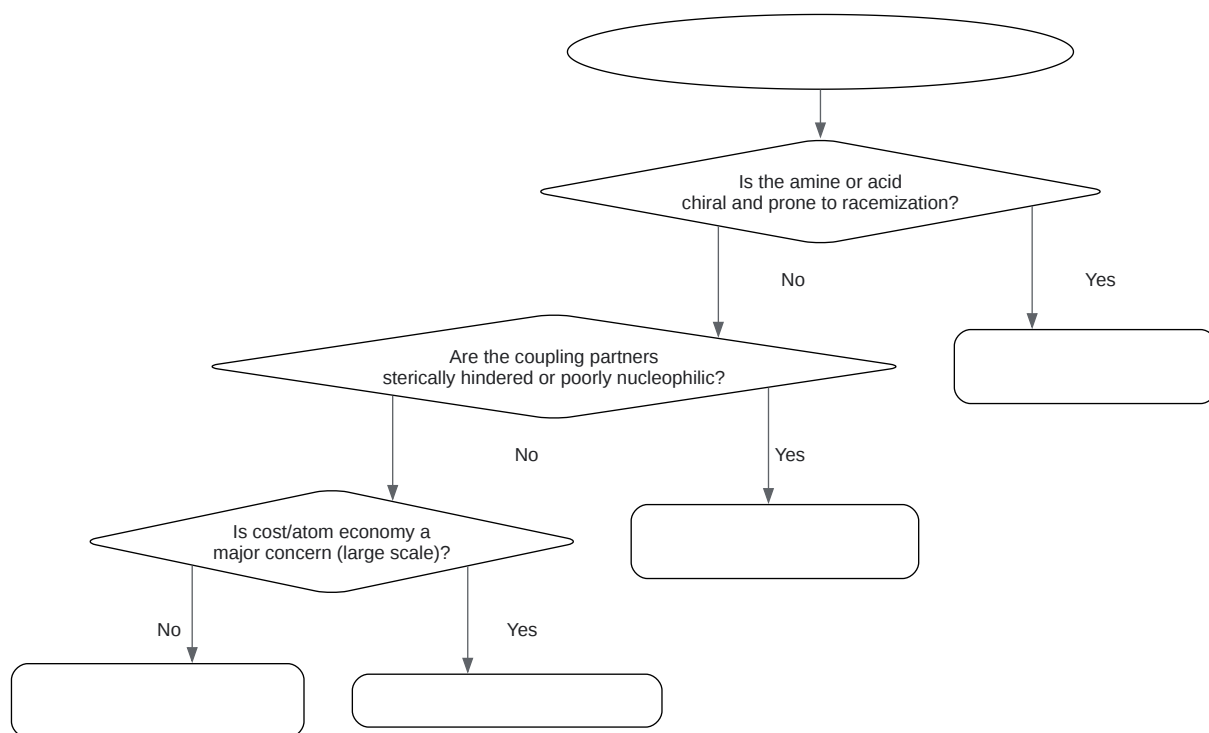 Is the amine or acid
chiral and prone to racemization?
No
Yes
Are the coupling partners
sterically hindered or poorly nucleophilic?
No
Yes
Is cost/atom economy a
major concern (large scale)?
No
Yes